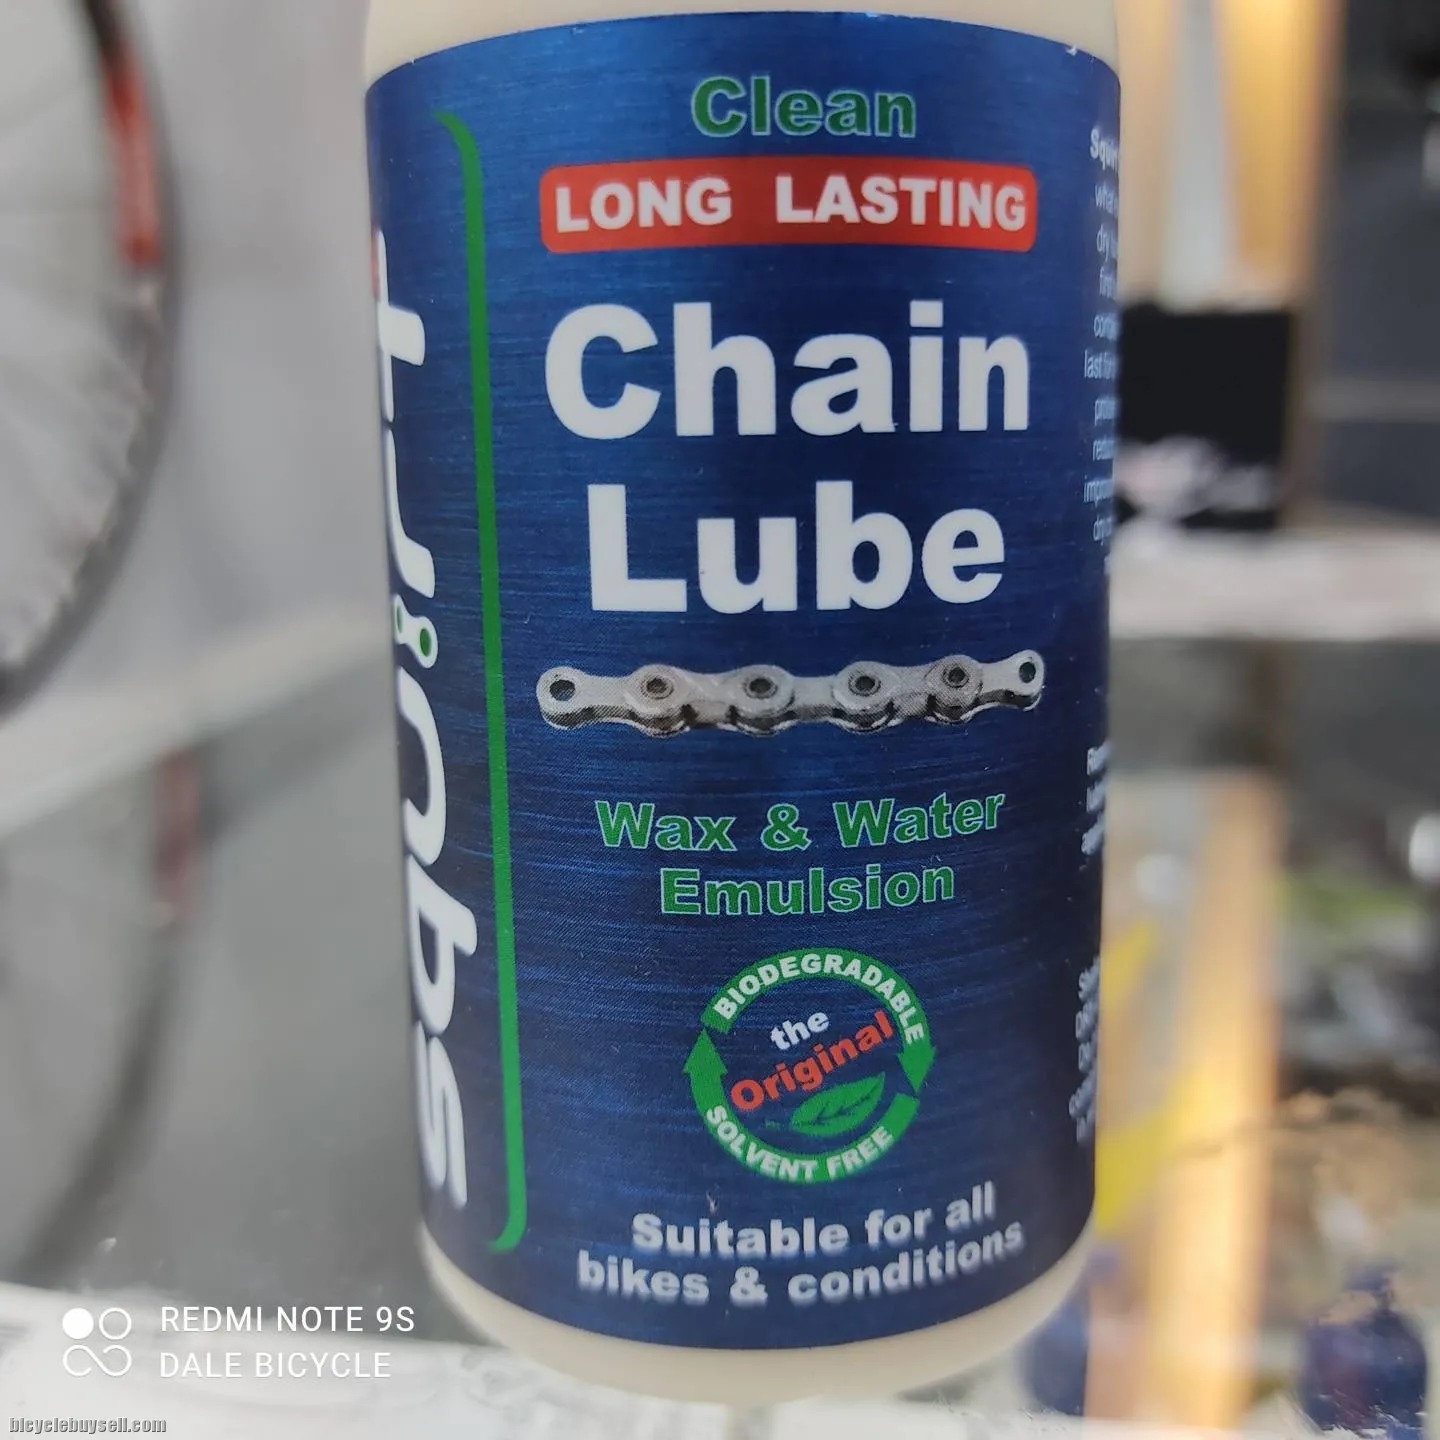 Clean
LONG LASTING
Chain
Lube
Wax & Water
Emulsion
BIODEGRADABLE
the
Original
SOLVENT FREE
Suitable for all
bikes & conditions
squirt
REDMI NOTE 9S
DALE BICYCLE
bicyclebuysell.com